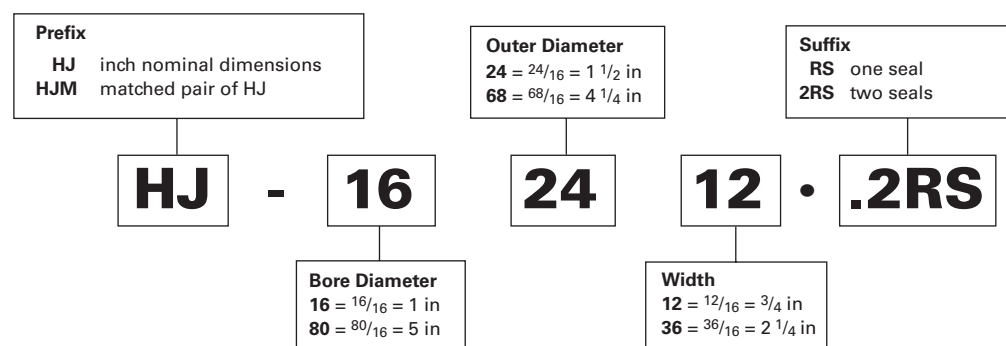 Prefix
HJ inch nominal dimensions
HJM matched pair of HJ
Outer Diameter
24 = 24/16 = 1 1/2 in
68 = 68/16 = 4 1/4 in
Suffix
RS one seal
2RS two seals
HJ - 16 24 12 • .2RS
Bore Diameter
16 = 16/16 = 1 in
80 = 80/16 = 5 in
Width
12 = 12/16 = 3/4 in
36 = 36/16 = 2 1/4 in